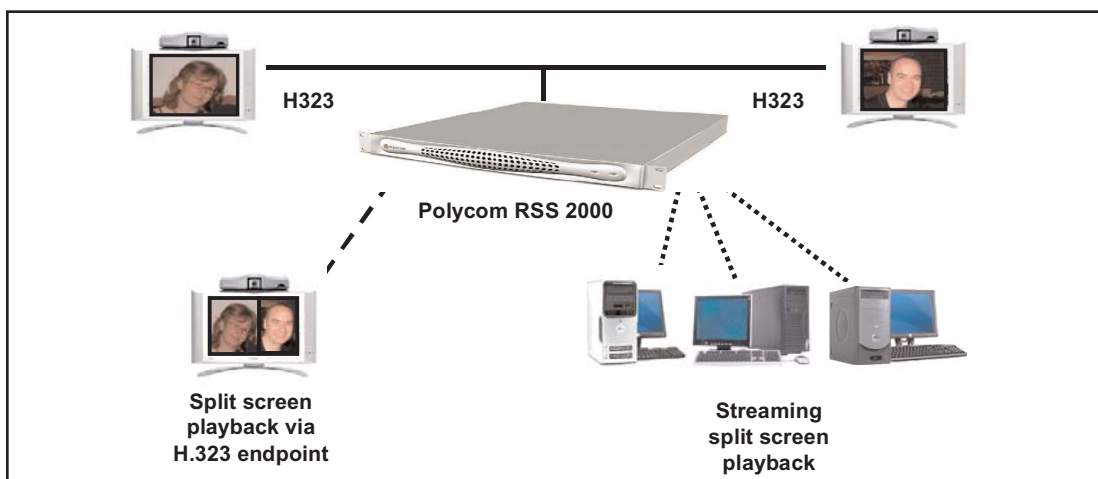 H323
H323
Polycom RSS 2000
Split screen
playback via
H.323 endpoint
Streaming
split screen
playback